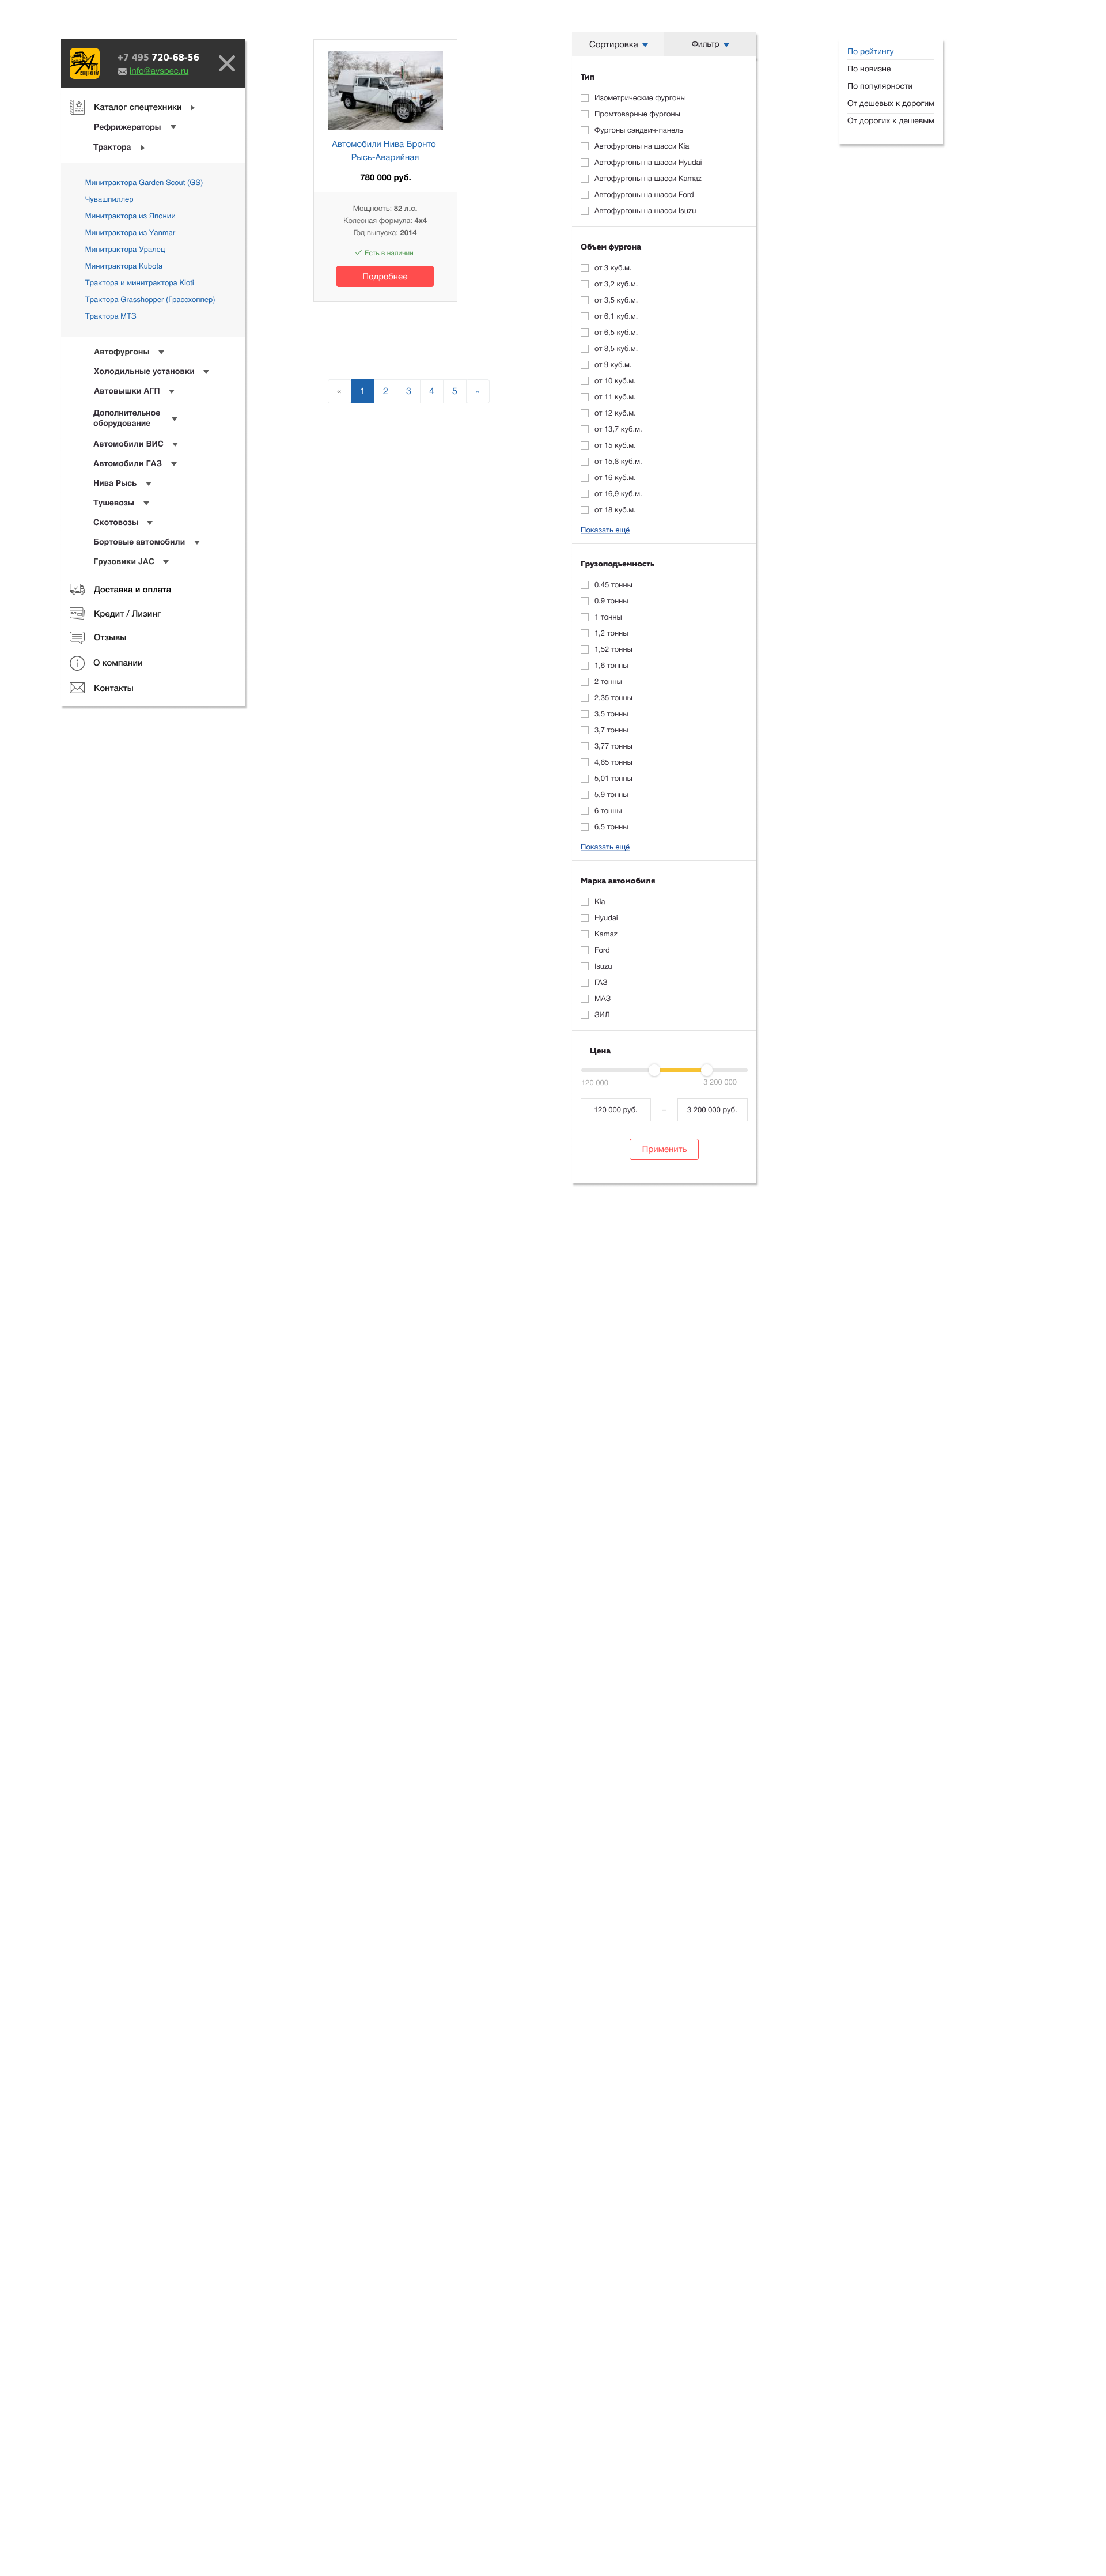 +7 495 720-68-56
info@avspec.ru
Каталог спецтехники
Рефрижераторы
Трактора
Минитрактора Garden Scout (GS)
Чувашпиллер
Минитрактора из Японии
Минитрактора из Yanmar
Минитрактора Уралец
Минитрактора Kubota
Трактора и минитрактора Kioti
Трактора Grasshopper (Грассхоппер)
Трактора МТЗ
Автофургоны
Холодильные установки
Автовышки АГП
Дополнительное
оборудование
Автомобили ВИС
Автомобили ГАЗ
Нива Рысь
Тушевозы
Скотовозы
Бортовые автомобили
Грузовики JAC
Доставка и оплата
Кредит / Лизинг
Отзывы
О компании
Контакты
Автомобили Нива Бронто
Рысь-Аварийная
780 000 руб.
Мощность: 82 л.с.
Колесная формула: 4x4
Год выпуска: 2014
Есть в наличии
Подробнее
« 1 2 3 4 5 »
Сортировка Фильтр
Тип
Изометрические фургоны
Промтоварные фургоны
Фургоны сэндвич-панель
Автофургоны на шасси Kia
Автофургоны на шасси Hyudai
Автофургоны на шасси Kamaz
Автофургоны на шасси Ford
Автофургоны на шасси Isuzu
Объем фургона
от 3 куб.м.
от 3,2 куб.м.
от 3,5 куб.м.
от 6,1 куб.м.
от 6,5 куб.м.
от 8,5 куб.м.
от 9 куб.м.
от 10 куб.м.
от 11 куб.м.
от 12 куб.м.
от 13,7 куб.м.
от 15 куб.м.
от 15,8 куб.м.
от 16 куб.м.
от 16,9 куб.м.
от 18 куб.м.
Показать ещё
Грузоподъемность
0.45 тонны
0.9 тонны
1 тонны
1,2 тонны
1,52 тонны
1,6 тонны
2 тонны
2,35 тонны
3,5 тонны
3,7 тонны
3,77 тонны
4,65 тонны
5,01 тонны
5,9 тонны
6 тонны
6,5 тонны
Показать ещё
Марка автомобиля
Kia
Hyudai
Kamaz
Ford
Isuzu
ГАЗ
МАЗ
ЗИЛ
Цена
120 000 3 200 000
120 000 руб. - 3 200 000 руб.
Применить
По рейтингу
По новизне
По популярности
От дешевых к дорогим
От дорогих к дешевым